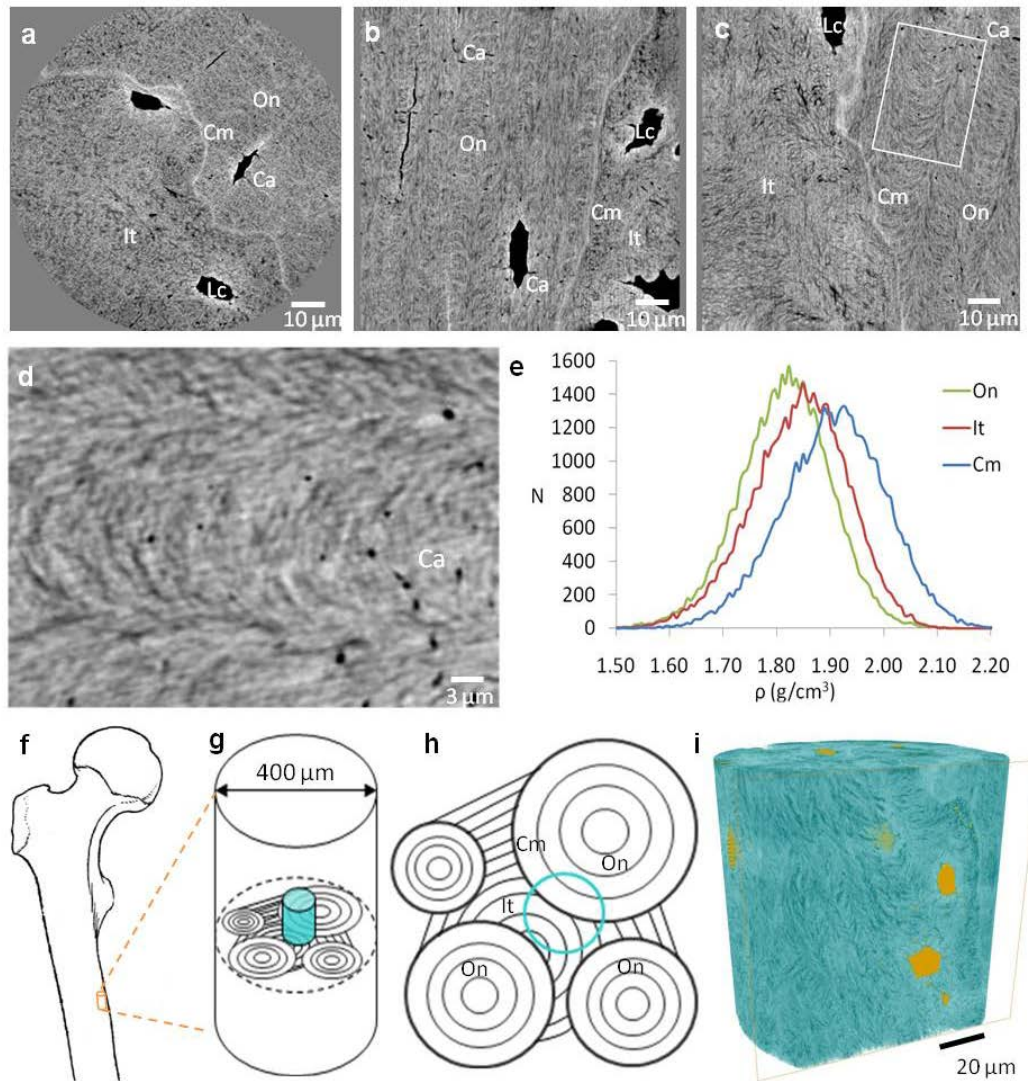 a
On
Cm
Ca
It
Lc
10 µm
b
Ca
On
Lc
Cm
It
Ca
10 µm
c
Lc
Ca
It
Cm
On
10 µm
d
Ca
3 µm
e
1600
1400
1200
1000
800
600
400
200
0
N
On
It
Cm
1.50 1.60 1.70 1.80 1.90 2.00 2.10 2.20
ρ (g/cm³)
f
g
400 µm
h
Cm
On
It
On
On
i
20 µm